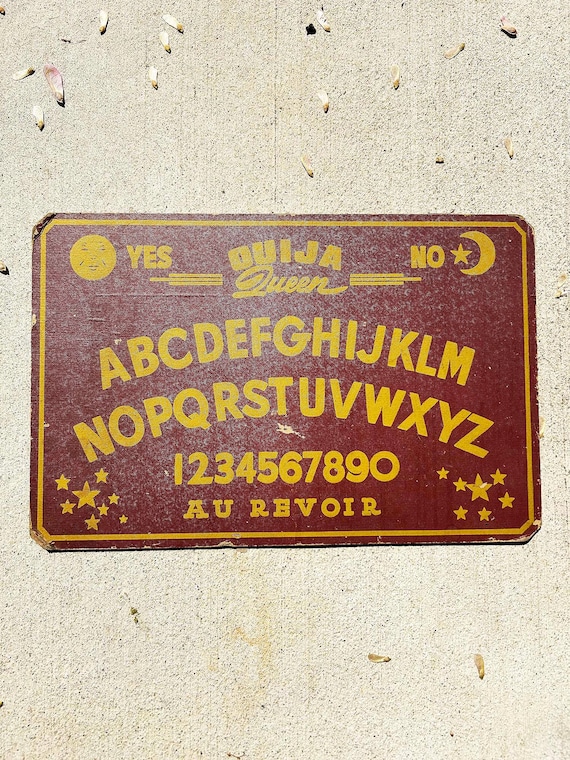 YES OUIJA NO
Queen
ABCDEFGHIJKLM
NOPQRSTUVWXYZ
1234567890
AU REVOIR